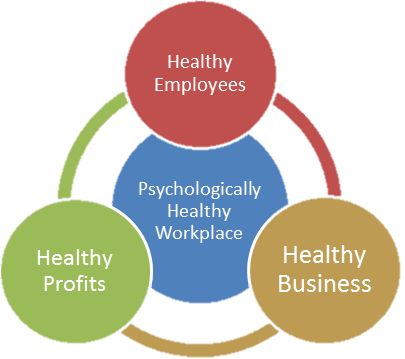 Healthy
Employees
Psychologically
Healthy
Workplace
Healthy
Profits
Healthy
Business